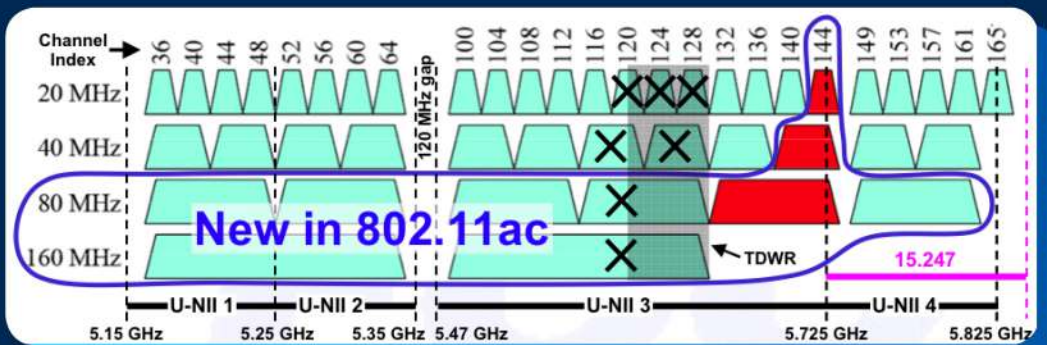 Channel Index
36 40 44 48 52 56 60 64 100 104 108 112 116 120 124 128 132 136 140 144 149 153 157 161 165
20 MHz
120 MHz gap
40 MHz
80 MHz
New in 802.11ac
160 MHz
TDWR
15.247
U-NII 1 U-NII 2 U-NII 3 U-NII 4
5.15 GHz 5.25 GHz 5.35 GHz 5.47 GHz 5.725 GHz 5.825 GHz